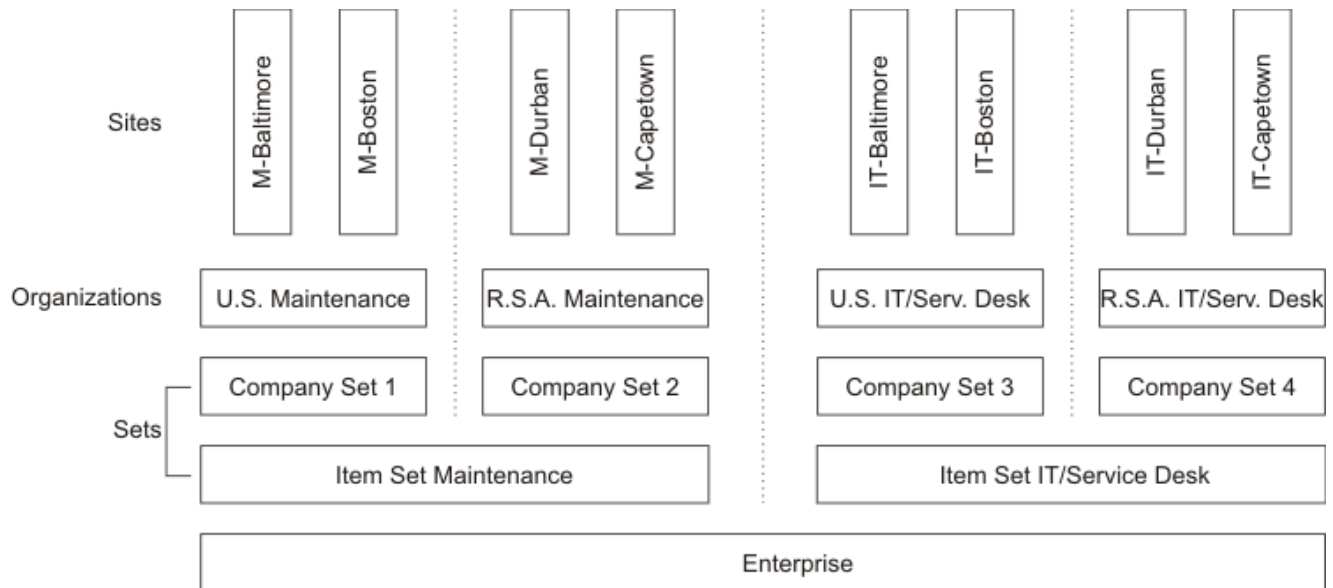 Sites
M-Baltimore
M-Boston
M-Durban
M-Capetown
IT-Baltimore
IT-Boston
IT-Durban
IT-Capetown
Organizations
U.S. Maintenance
R.S.A. Maintenance
U.S. IT/Serv. Desk
R.S.A. IT/Serv. Desk
Sets
Company Set 1
Company Set 2
Company Set 3
Company Set 4
Item Set Maintenance
Item Set IT/Service Desk
Enterprise